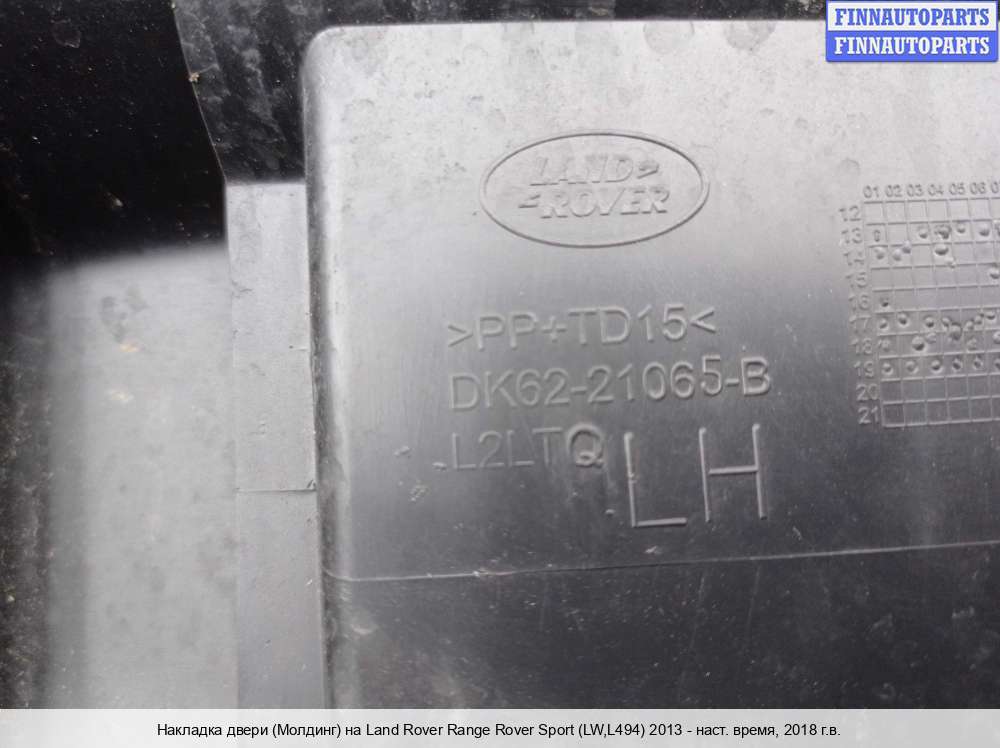 FINNAUTOPARTS
FINNAUTOPARTS
LAND
ROVER
01 02 03 04 05 06
12
13
14
15
16
17
18
19
20
21
>PP+TD15<
DK62-21065-B
L2LTQ
LH
Накладка двери (Молдинг) на Land Rover Range Rover Sport (LW,L494) 2013 - наст. время, 2018 г.в.